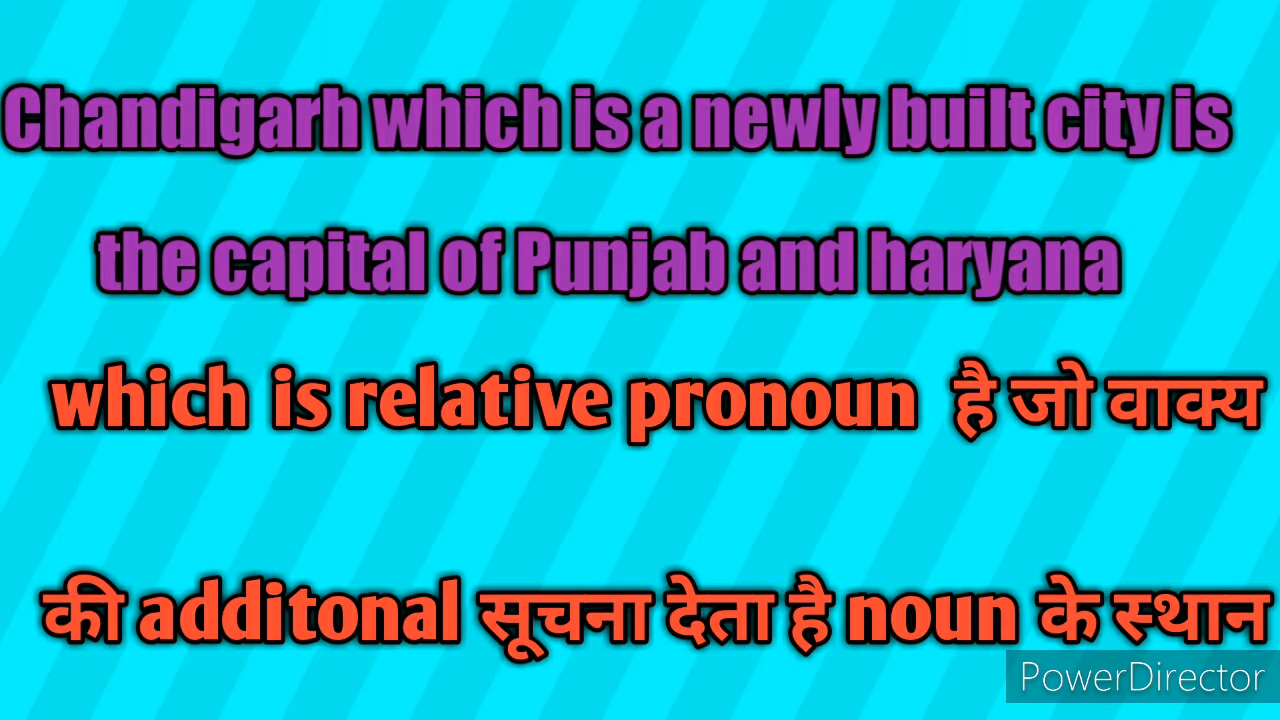 Chandigarh which is a newly built city is
the capital of Punjab and haryana
which is relative pronoun है जो वाक्य
की additonal सूचना देता है noun के स्थान
PowerDirector